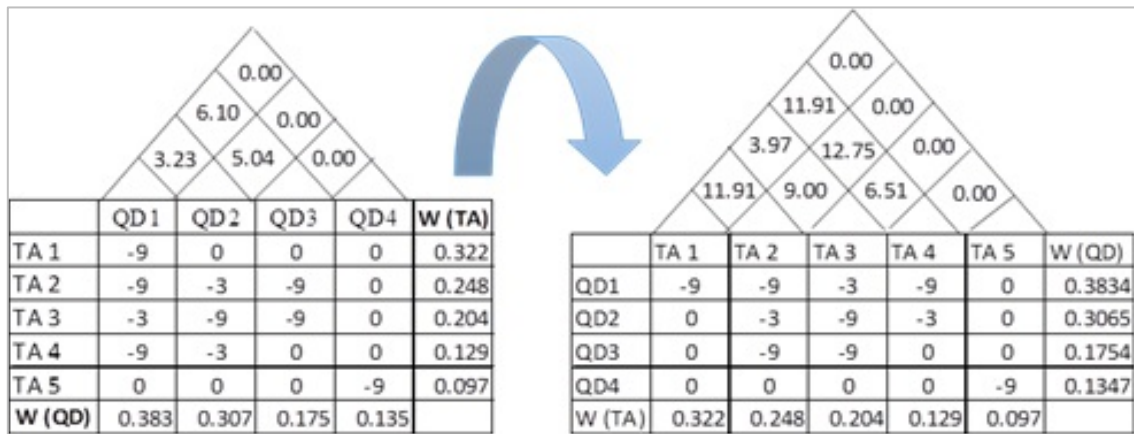 0.00
6.10 0.00
3.23 5.04 0.00
QD1 QD2 QD3 QD4 W (TA)
TA 1 -9 0 0 0 0.322
TA 2 -9 -3 -9 0 0.248
TA 3 -3 -9 -9 0 0.204
TA 4 -9 -3 0 0 0.129
TA 5 0 0 0 -9 0.097
W (QD) 0.383 0.307 0.175 0.135
0.00
11.91 0.00
3.97 12.75 0.00
11.91 9.00 6.51 0.00
TA 1 TA 2 TA 3 TA 4 TA 5 W (QD)
QD1 -9 -9 -3 -9 0 0.3834
QD2 0 -3 -9 -3 0 0.3065
QD3 0 -9 -9 0 0 0.1754
QD4 0 0 0 0 -9 0.1347
W (TA) 0.322 0.248 0.204 0.129 0.097